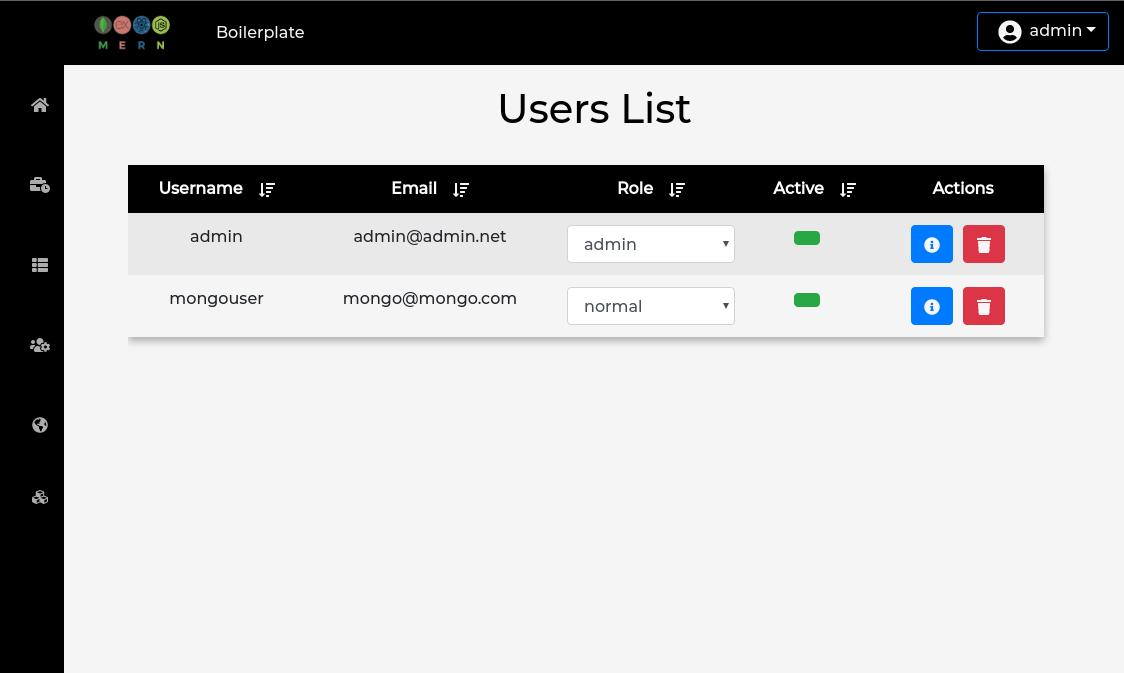 M E R N
Boilerplate
admin
Users List
Username Email Role Active Actions
admin admin@admin.net admin
mongouser mongo@mongo.com normal